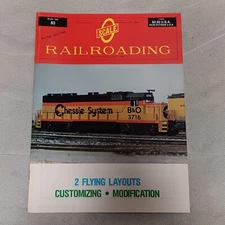 SCALE
RAILROADING
Chessie System
B&O
3716
2 FLYING LAYOUTS
CUSTOMIZING • MODIFICATION